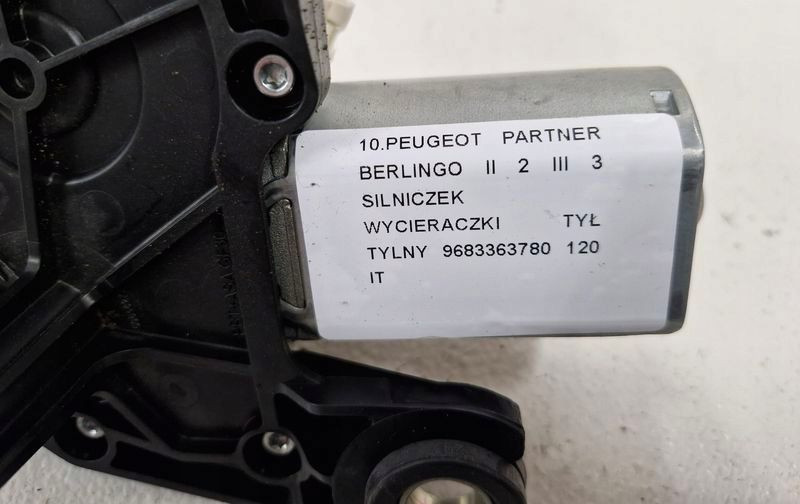 10.PEUGEOT PARTNER
BERLINGO II 2 III 3
SILNICZEK
WYCIERACZKI TYŁ
TYLNY 9683363780 120
IT